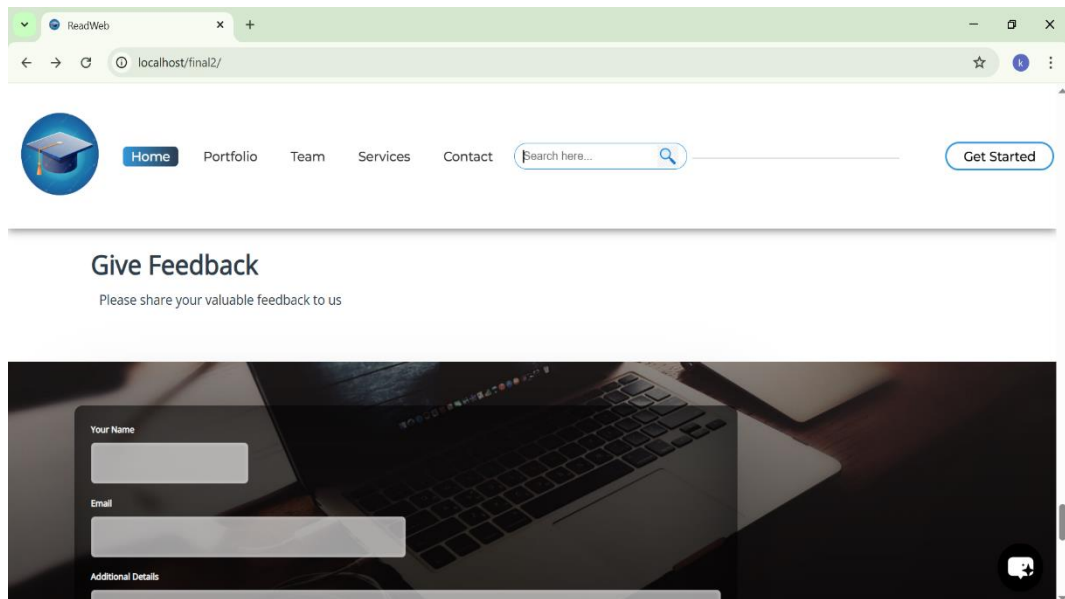 ReadWeb
localhost/final2/
k
Home Portfolio Team Services Contact Search here... Get Started
Give Feedback
Please share your valuable feedback to us
Your Name
Email
Additional Details